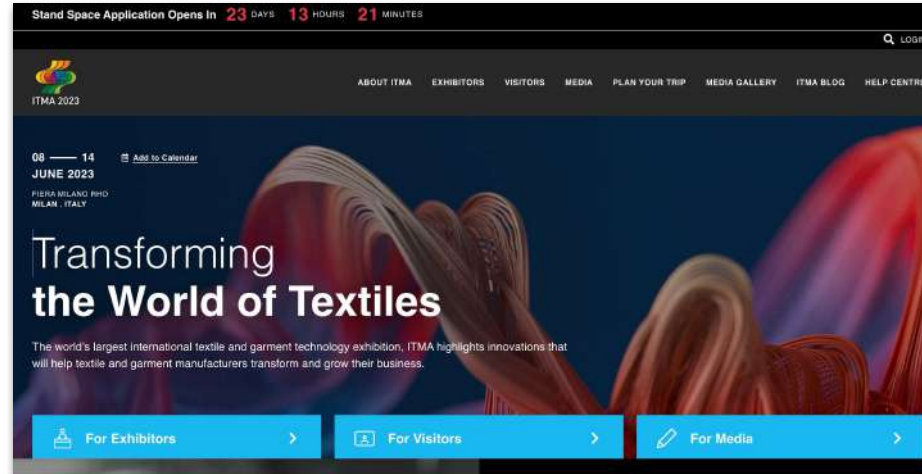 Stand Space Application Opens In 23 DAYS 13 HOURS 21 MINUTES
LOGIN
ITMA 2023
ABOUT ITMA EXHIBITORS VISITORS MEDIA PLAN YOUR TRIP MEDIA GALLERY ITMA BLOG HELP CENTRE
08 — 14 Add to Calendar
JUNE 2023
FIERA MILANO RHO
MILAN . ITALY
Transforming
the World of Textiles
The world's largest international textile and garment technology exhibition, ITMA highlights innovations that
will help textile and garment manufacturers transform and grow their business.
For Exhibitors For Visitors For Media